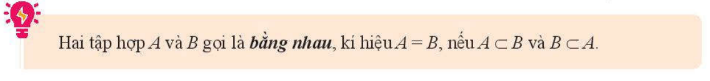 Hai tập hợp A và B gọi là bằng nhau, kí hiệu A = B, nếu A ⊂ B và B ⊂ A.